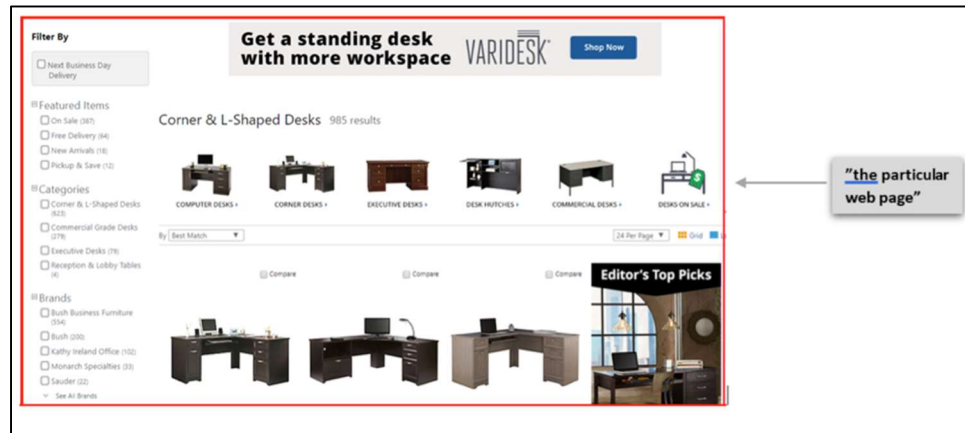 Filter By
Next Business Day
Delivery
Featured Items
On Sale (387)
Free Delivery (64)
New Arrivals (18)
Pickup & Save (12)
Categories
Corner & L-Shaped Desks
(623)
Commercial Grade Desks
(279)
Executive Desks (79)
Reception & Lobby Tables
(4)
Brands
Bush Business Furniture
(554)
Bush (200)
Kathy Ireland Office (102)
Monarch Specialties (33)
Sauder (22)
See All Brands
Get a standing desk
with more workspace
VARIDESK
Shop Now
Corner & L-Shaped Desks 985 results
COMPUTER DESKS
CORNER DESKS
EXECUTIVE DESKS
DESK HUTCHES
COMMERCIAL DESKS
DESKS ON SALE
By Best Match
24 Per Page
Grid
Compare
Compare
Compare
Editor's Top Picks
"the particular
web page"